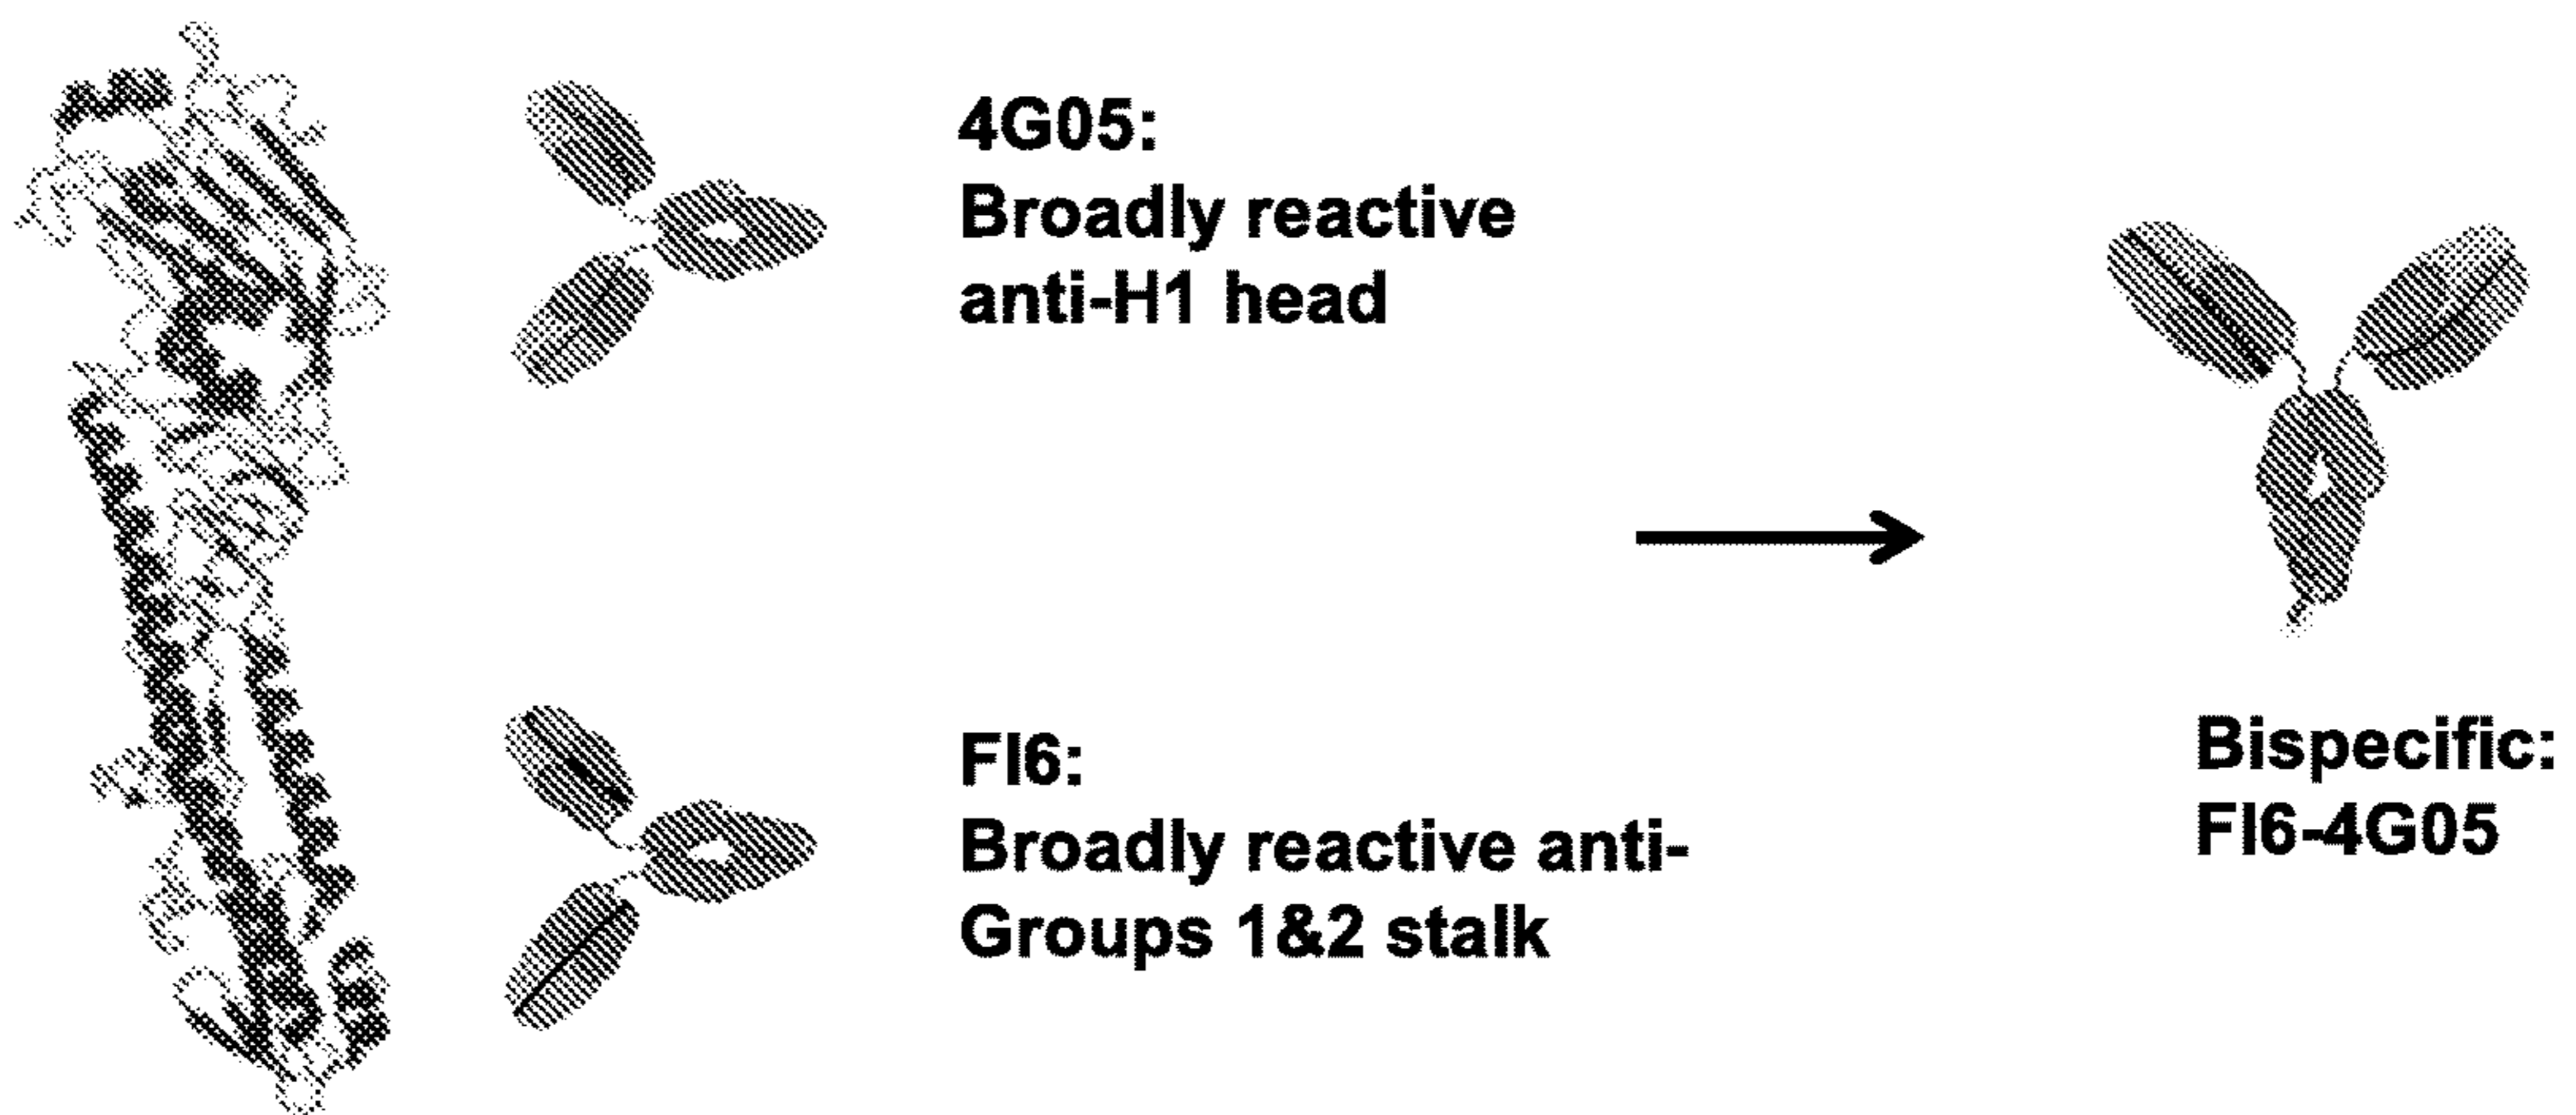 4G05:
Broadly reactive
anti-H1 head
FI6:
Broadly reactive anti-
Groups 1&2 stalk
Bispecific:
FI6-4G05